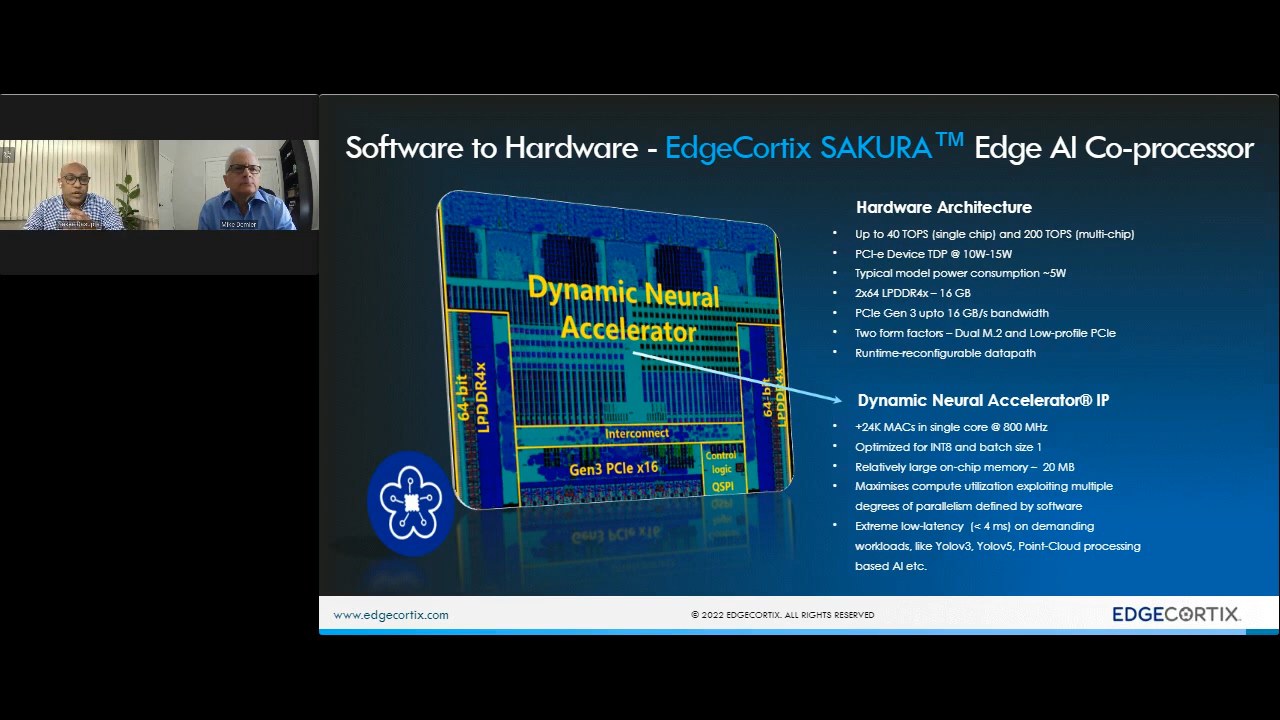 Software to Hardware - EdgeCortix SAKURA™ Edge AI Co-processor
Mike Demler
Dynamic Neural
Accelerator
64-bit
LPDDR4x
64-bit
LPDDR4x
Interconnect
Gen3 PCIe x16
Control
logic
QSPI
Hardware Architecture
• Up to 40 TOPS (single chip) and 200 TOPS (multi-chip)
• PCI-e Device TDP @ 10W-15W
• Typical model power consumption ~5W
• 2x64 LPDDR4x – 16 GB
• PCIe Gen 3 upto 16 GB/s bandwidth
• Two form factors – Dual M.2 and Low-profile PCIe
• Runtime-reconfigurable datapath
Dynamic Neural Accelerator® IP
• +24K MACs in single core @ 800 MHz
• Optimized for INT8 and batch size 1
• Relatively large on-chip memory – 20 MB
• Maximises compute utilization exploiting multiple
degrees of parallelism defined by software
• Extreme low-latency (< 4 ms) on demanding
workloads, like Yolov3, Yolov5, Point-Cloud processing
based AI etc.
www.edgecortix.com
© 2022 EDGECORTIX. ALL RIGHTS RESERVED
EDGECORTIX